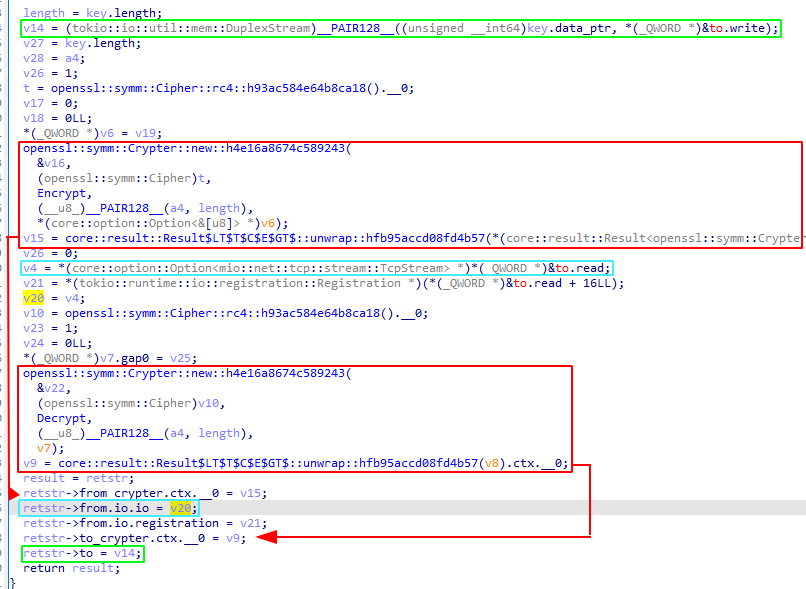 length = key.length;
v14 = (tokio::io::util::mem::DuplexStream)__PAIR128__((unsigned __int64)key.data_ptr, *(_QWORD *)&to.write);
v27 = key.length;
v28 = a4;
v26 = 1;
t = openssl::symm::Cipher::rc4::h93ac584e64b8ca18().__0;
v17 = 0;
v18 = 0LL;
*(_QWORD *)v6 = v19;
openssl::symm::Crypter::new::h4e16a8674c589243(
&v16,
(openssl::symm::Cipher)t,
Encrypt,
(__u8_)__PAIR128__(a4, length),
*(core::option::Option<&[u8]> *)v6);
v15 = core::result::Result$LT$T$C$E$GT$::unwrap::hfb95accd08fd4b57(*(core::result::Result<openssl::symm::Crypter
v26 = 0;
v4 = *(core::option::Option<mio::net::tcp::stream::TcpStream> *)*(_QWORD *)&to.read;
v21 = *(tokio::runtime::io::registration::Registration *)(*(_QWORD *)&to.read + 16LL);
v20 = v4;
v10 = openssl::symm::Cipher::rc4::h93ac584e64b8ca18().__0;
v23 = 1;
v24 = 0LL;
*(_QWORD *)v7.gap0 = v25;
openssl::symm::Crypter::new::h4e16a8674c589243(
&v22,
(openssl::symm::Cipher)v10,
Decrypt,
(__u8_)__PAIR128__(a4, length),
v7);
v9 = core::result::Result$LT$T$C$E$GT$::unwrap::hfb95accd08fd4b57(v8).ctx.__0;
result = retstr;
retstr->from_crypter.ctx.__0 = v15;
retstr->from.io.io = v20;
retstr->from.io.registration = v21;
retstr->to_crypter.ctx.__0 = v9;
retstr->to = v14;
return result;
}